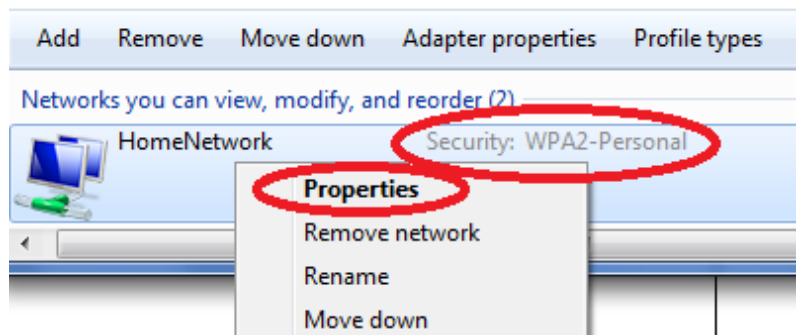 Add Remove Move down Adapter properties Profile types
Networks you can view, modify, and reorder (2)
HomeNetwork Security: WPA2-Personal
Properties
Remove network
Rename
Move down